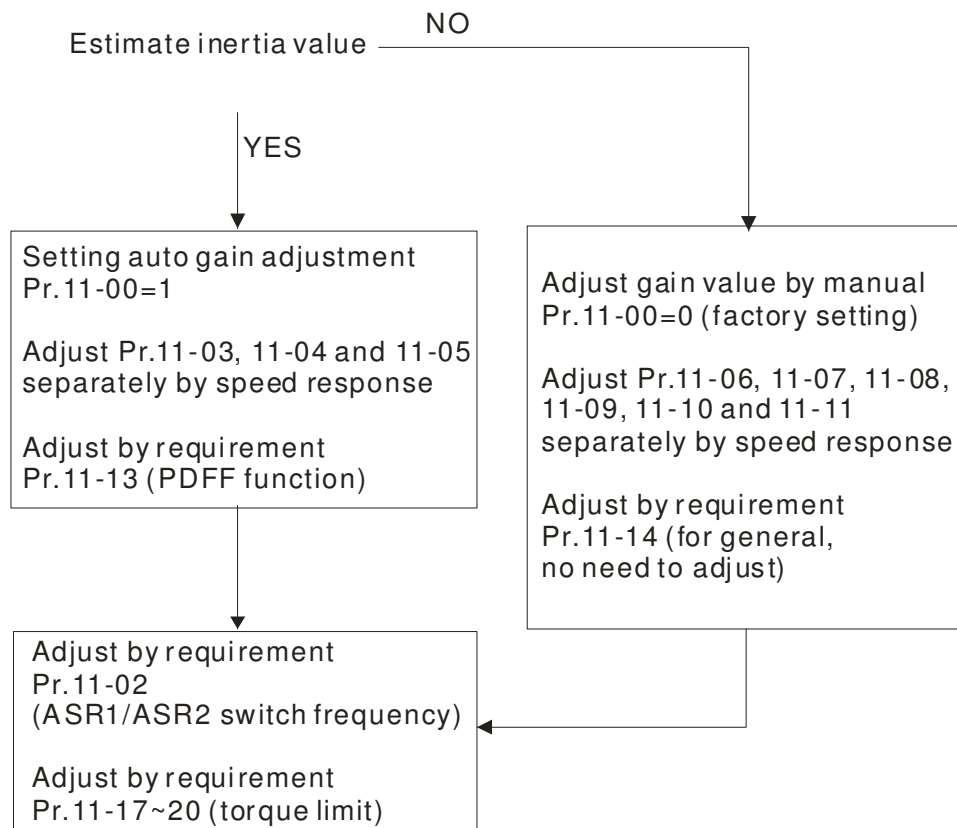 Estimate inertia value
NO
YES
Setting auto gain adjustment
Pr.11-00=1
Adjust Pr.11-03, 11-04 and 11-05
separately by speed response
Adjust by requirement
Pr.11-13 (PDFF function)
Adjust gain value by manual
Pr.11-00=0 (factory setting)
Adjust Pr.11-06, 11-07, 11-08,
11-09, 11-10 and 11-11
separately by speed response
Adjust by requirement
Pr.11-14 (for general,
no need to adjust)
Adjust by requirement
Pr.11-02
(ASR1/ASR2 switch frequency)
Adjust by requirement
Pr.11-17~20 (torque limit)